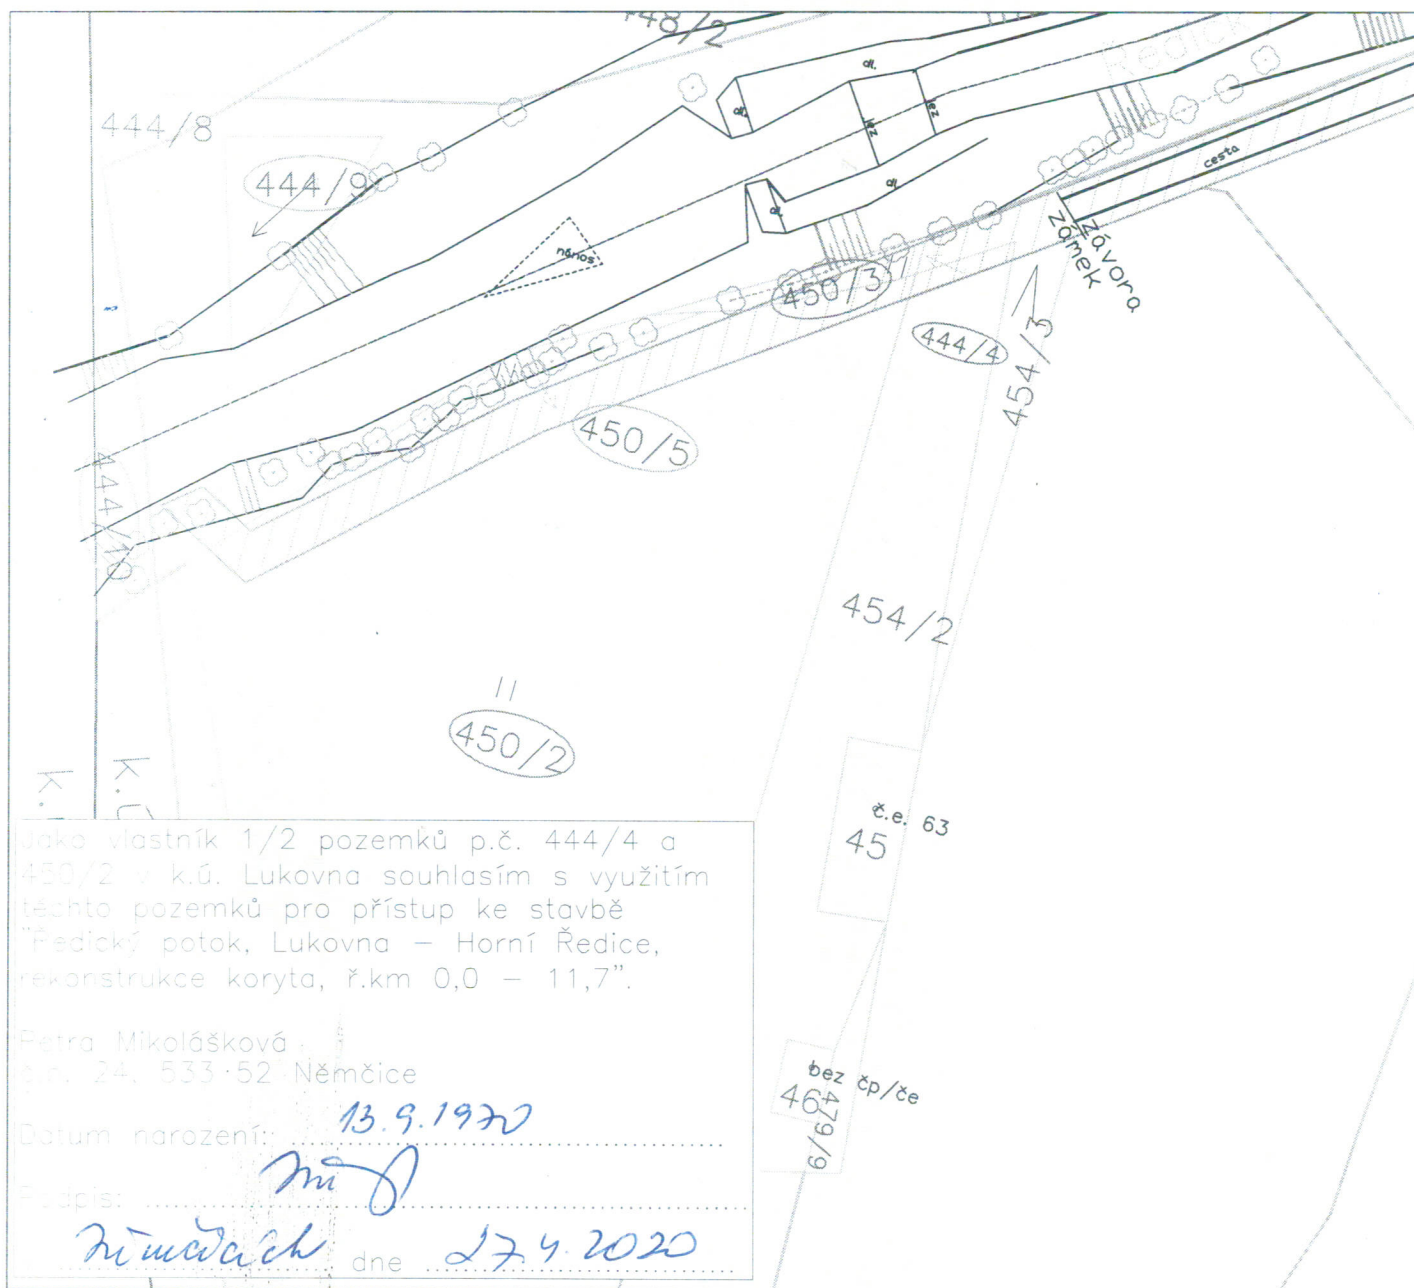 448/2
Ředick
444/8
dl.
dl.
jez
jez
cesta
444/9
dl.
dl.
závora
zámek
nános
450/3
444/4
454/3
450/5
444/10
454/2
450/2
k.
k.ú
č.e. 63
45
Jako vlastník 1/2 pozemků p.č. 444/4 a
450/2 v k.ú. Lukovna souhlasím s využitím
těchto pozemků pro přístup ke stavbě
"Ředický potok, Lukovna – Horní Ředice,
rekonstrukce koryta, ř.km 0,0 – 11,7".
Petra Mikolášková
č.p. 24, 533 52 Němčice
bez čp/če
46
479/9
Datum narození: 13.9.1970
Podpis:
Němčicích dne 27.4.2020